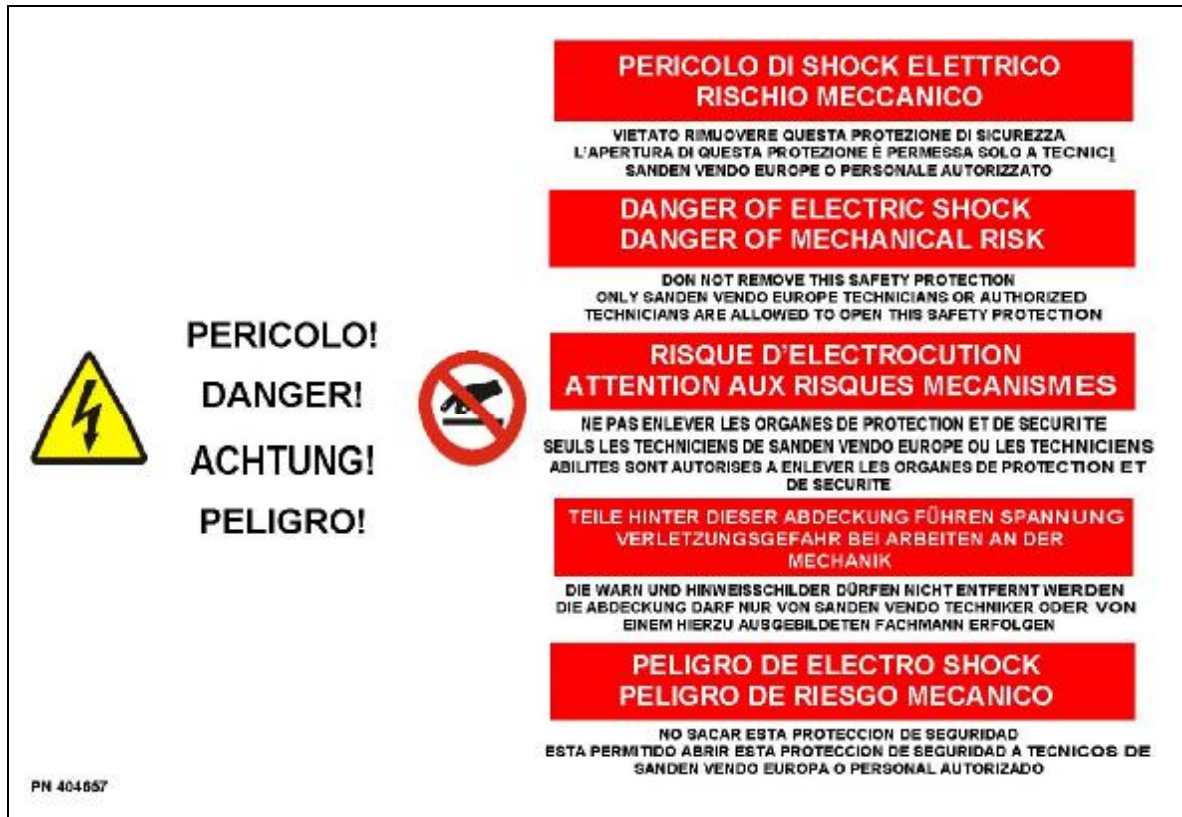 PERICOLO!
DANGER!
ACHTUNG!
PELIGRO!
PERICOLO DI SHOCK ELETTRICO
RISCHIO MECCANICO
VIETATO RIMUOVERE QUESTA PROTEZIONE DI SICUREZZA
L'APERTURA DI QUESTA PROTEZIONE È PERMESSA SOLO A TECNICI
SANDEN VENDO EUROPE O PERSONALE AUTORIZZATO
DANGER OF ELECTRIC SHOCK
DANGER OF MECHANICAL RISK
DON NOT REMOVE THIS SAFETY PROTECTION
ONLY SANDEN VENDO EUROPE TECHNICIANS OR AUTHORIZED
TECHNICIANS ARE ALLOWED TO OPEN THIS SAFETY PROTECTION
RISQUE D'ELECTROCUTION
ATTENTION AUX RISQUES MECANISMES
NE PAS ENLEVER LES ORGANES DE PROTECTION ET DE SECURITE
SEULS LES TECHNICIENS DE SANDEN VENDO EUROPE OU LES TECHNICIENS
ABILITES SONT AUTORISES A ENLEVER LES ORGANES DE PROTECTION ET
DE SECURITE
TEILE HINTER DIESER ABDECKUNG FÜHREN SPANNUNG
VERLETZUNGSGEFAHR BEI ARBEITEN AN DER
MECHANIK
DIE WARN UND HINWEISSCHILDER DÜRFEN NICHT ENTFERNT WERDEN
DIE ABDECKUNG DARF NUR VON SANDEN VENDO TECHNIKER ODER VON
EINEM HIERZU AUSGEBILDETEN FACHMANN ERFOLGEN
PELIGRO DE ELECTRO SHOCK
PELIGRO DE RIESGO MECANICO
NO SACAR ESTA PROTECCION DE SEGURIDAD
ESTA PERMITIDO ABRIR ESTA PROTECCION DE SEGURIDAD A TECNICOS DE
SANDEN VENDO EUROPA O PERSONAL AUTORIZADO
PN 404657